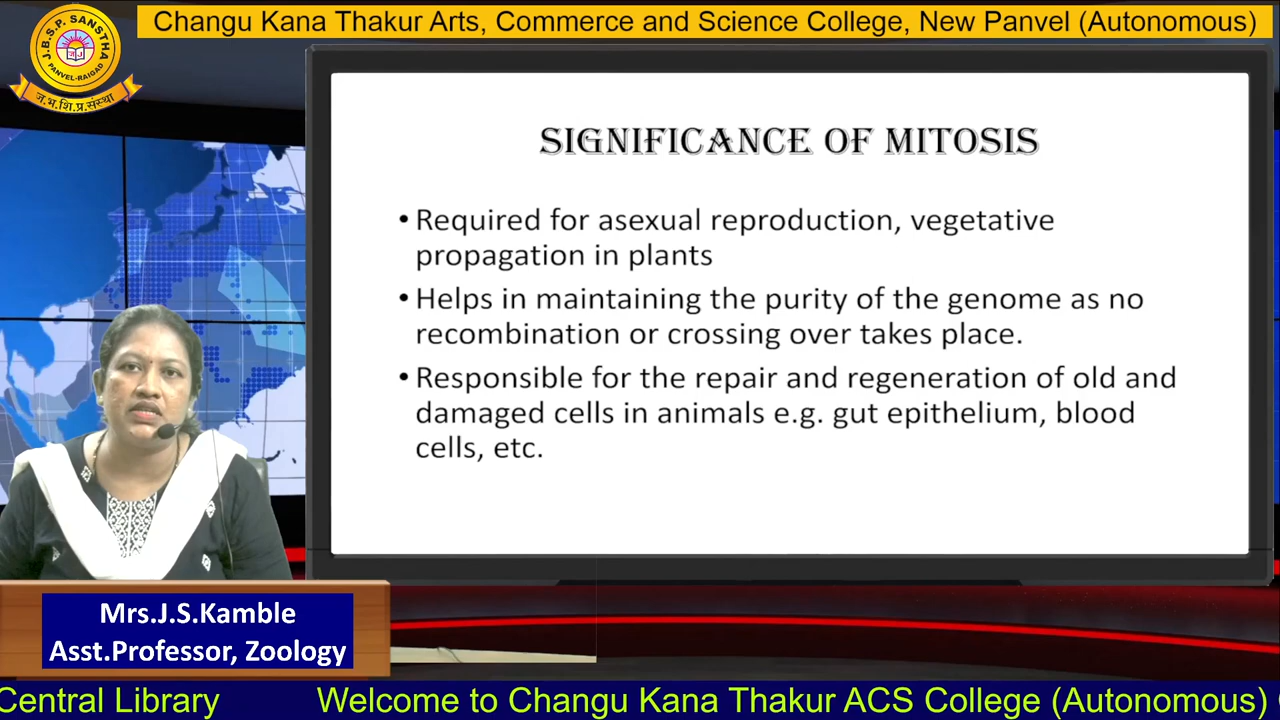 Changu Kana Thakur Arts, Commerce and Science College, New Panvel (Autonomous)
J.B.S.P. SANSTHA
PANVEL-RAIGAD
ज.भ.शि.प्र.संस्था
SIGNIFICANCE OF MITOSIS
• Required for asexual reproduction, vegetative
propagation in plants
• Helps in maintaining the purity of the genome as no
recombination or crossing over takes place.
• Responsible for the repair and regeneration of old and
damaged cells in animals e.g. gut epithelium, blood
cells, etc.
Mrs.J.S.Kamble
Asst.Professor, Zoology
Central Library Welcome to Changu Kana Thakur ACS College (Autonomous)